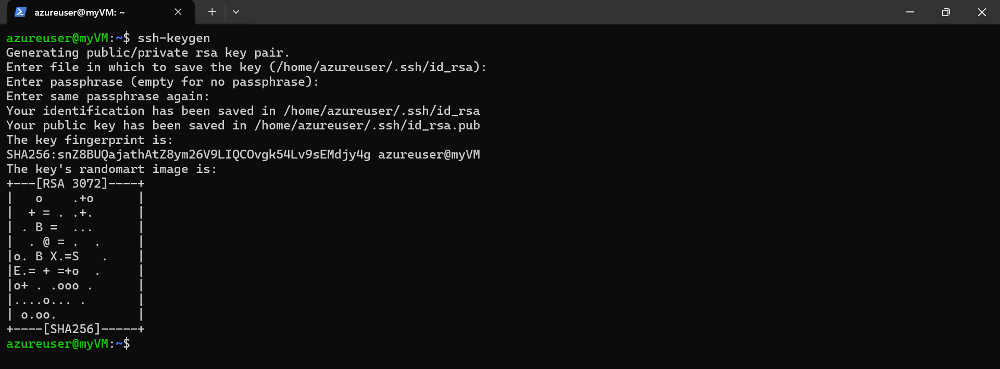 azureuser@myVM: ~
azureuser@myVM:~$ ssh-keygen
Generating public/private rsa key pair.
Enter file in which to save the key (/home/azureuser/.ssh/id_rsa):
Enter passphrase (empty for no passphrase):
Enter same passphrase again:
Your identification has been saved in /home/azureuser/.ssh/id_rsa
Your public key has been saved in /home/azureuser/.ssh/id_rsa.pub
The key fingerprint is:
SHA256:snZ8BUQajathAtZ8ym26V9LIQCOvgk54Lv9sEMdjy4g azureuser@myVM
The key's randomart image is:
+---[RSA 3072]----+
|   o    .+o      |
|  + = . .+.      |
| . B =  ...      |
|  . @ = .  .     |
|o. B X.=S   .    |
|E.= + =+o  .     |
|o+ . .ooo .      |
|....o... .       |
| o.oo.           |
+----[SHA256]-----+
azureuser@myVM:~$